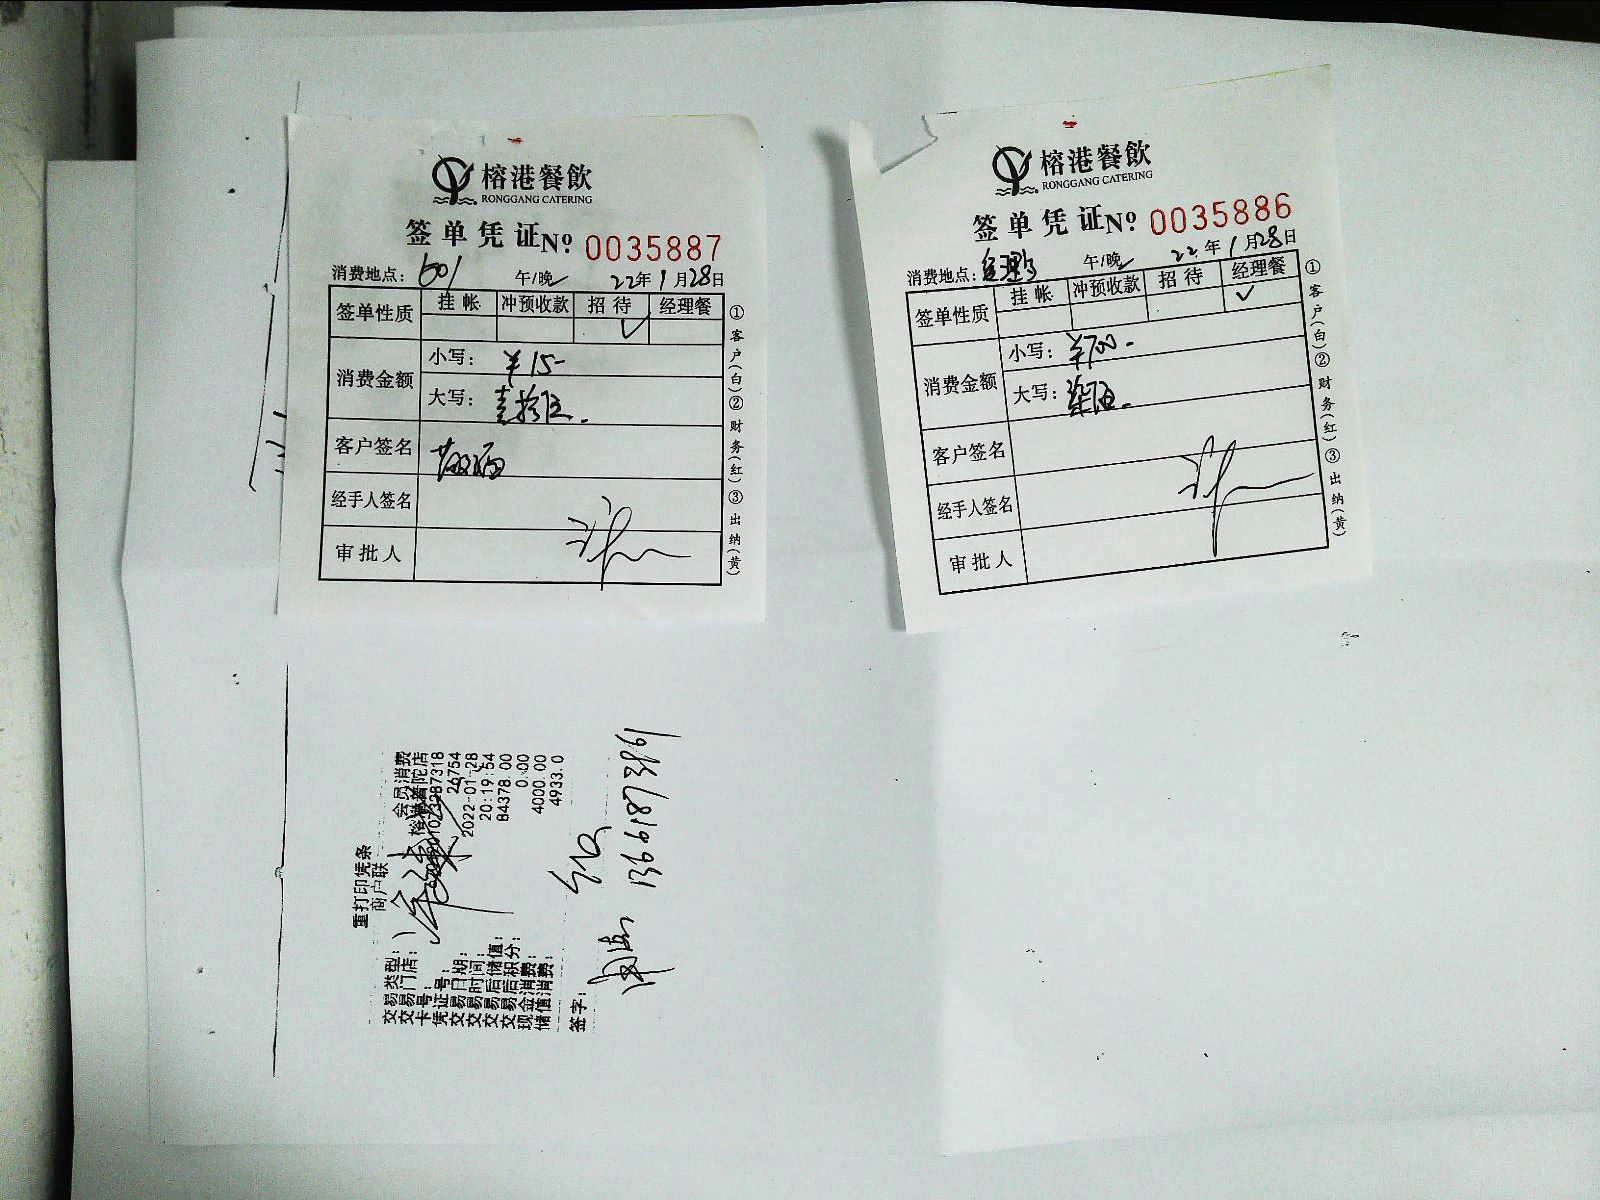 榕港餐飲
RONGGANG CATERING
签单凭证 No. 0035887
消费地点: 601 午/晚 22年1月28日
签单性质 挂帐 冲预收款 招待 经理餐
消费金额 小写: ¥15-
大写: 壹拾伍
客户签名
经手人签名
审批人
①客户(白)②财务(红)③出纳(黄)
榕港餐飲
RONGGANG CATERING
签单凭证 No. 0035886
消费地点: 午/晚 22年1月28日
签单性质 挂帐 冲预收款 招待 经理餐
消费金额 小写: ¥700-
大写:
客户签名
经手人签名
审批人
①客户(白)②财务(红)③出纳(黄)
重打印凭条
商户联
交易类型: 会员消费
交易门店: 榕港普陀店
卡号:
凭证号: 26754
交易日期: 2022-01-28
交易时间: 20:19:54
交易后储值: 84378.00
交易后积分: 0.00
现金消费: 4000.00
储值消费: 4933.0
签字: